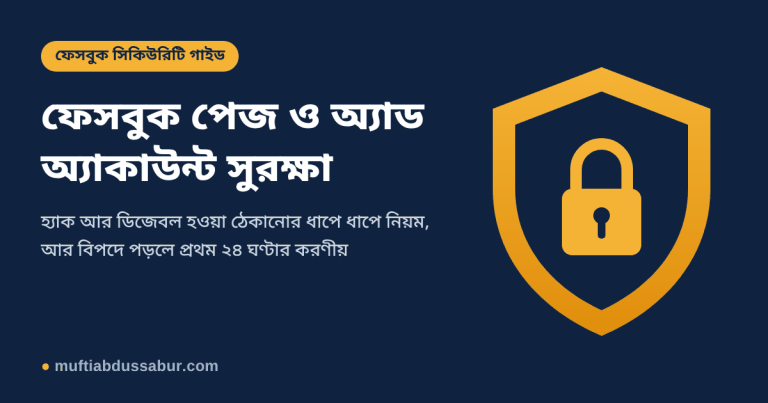 ফেসবুক সিকিউরিটি গাইড
ফেসবুক পেজ ও অ্যাড
অ্যাকাউন্ট সুরক্ষা
হ্যাক আর ডিজেবল হওয়া ঠেকানোর ধাপে ধাপে নিয়ম,
আর বিপদে পড়লে প্রথম ২৪ ঘণ্টার করণীয়
muftiabdussabur.com